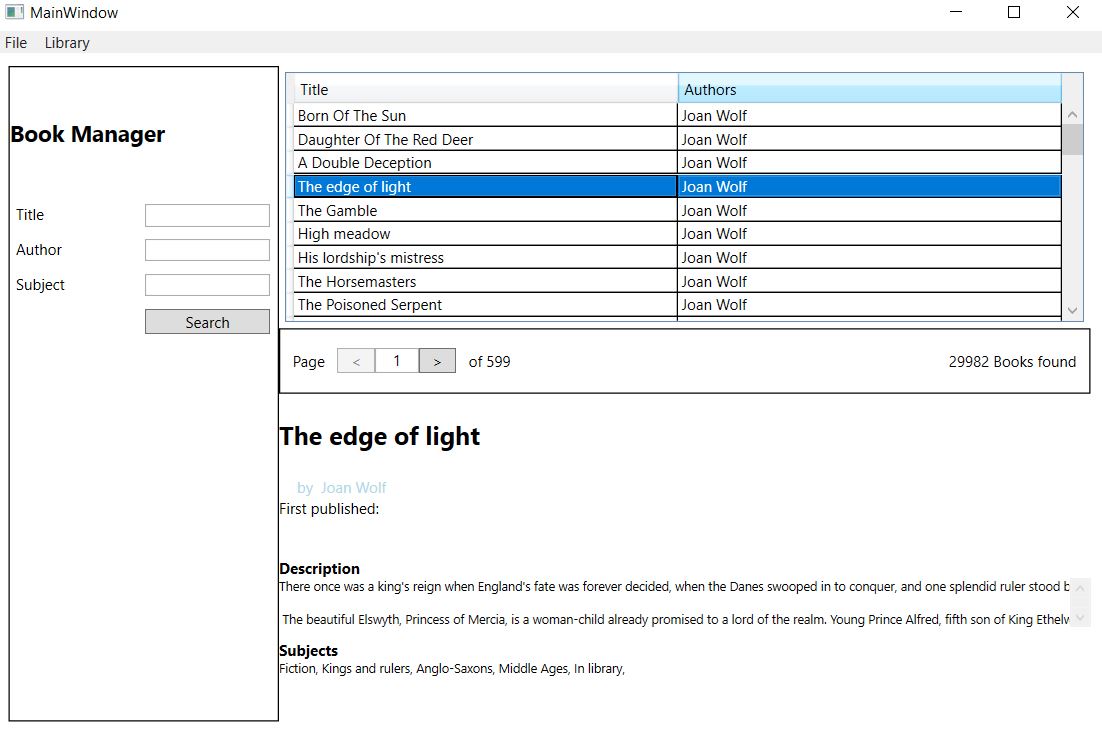 MainWindow
File Library
Book Manager
Title
Author
Subject
Search
Title Authors
Born Of The Sun Joan Wolf
Daughter Of The Red Deer Joan Wolf
A Double Deception Joan Wolf
The edge of light Joan Wolf
The Gamble Joan Wolf
High meadow Joan Wolf
His lordship's mistress Joan Wolf
The Horsemasters Joan Wolf
The Poisoned Serpent Joan Wolf
Page < 1 > of 599 29982 Books found
The edge of light
by Joan Wolf
First published:
Description
There once was a king's reign when England's fate was forever decided, when the Danes swooped in to conquer, and one splendid ruler stood
The beautiful Elswyth, Princess of Mercia, is a woman-child already promised to a lord of the realm. Young Prince Alfred, fifth son of King
Subjects
Fiction, Kings and rulers, Anglo-Saxons, Middle Ages, In library,